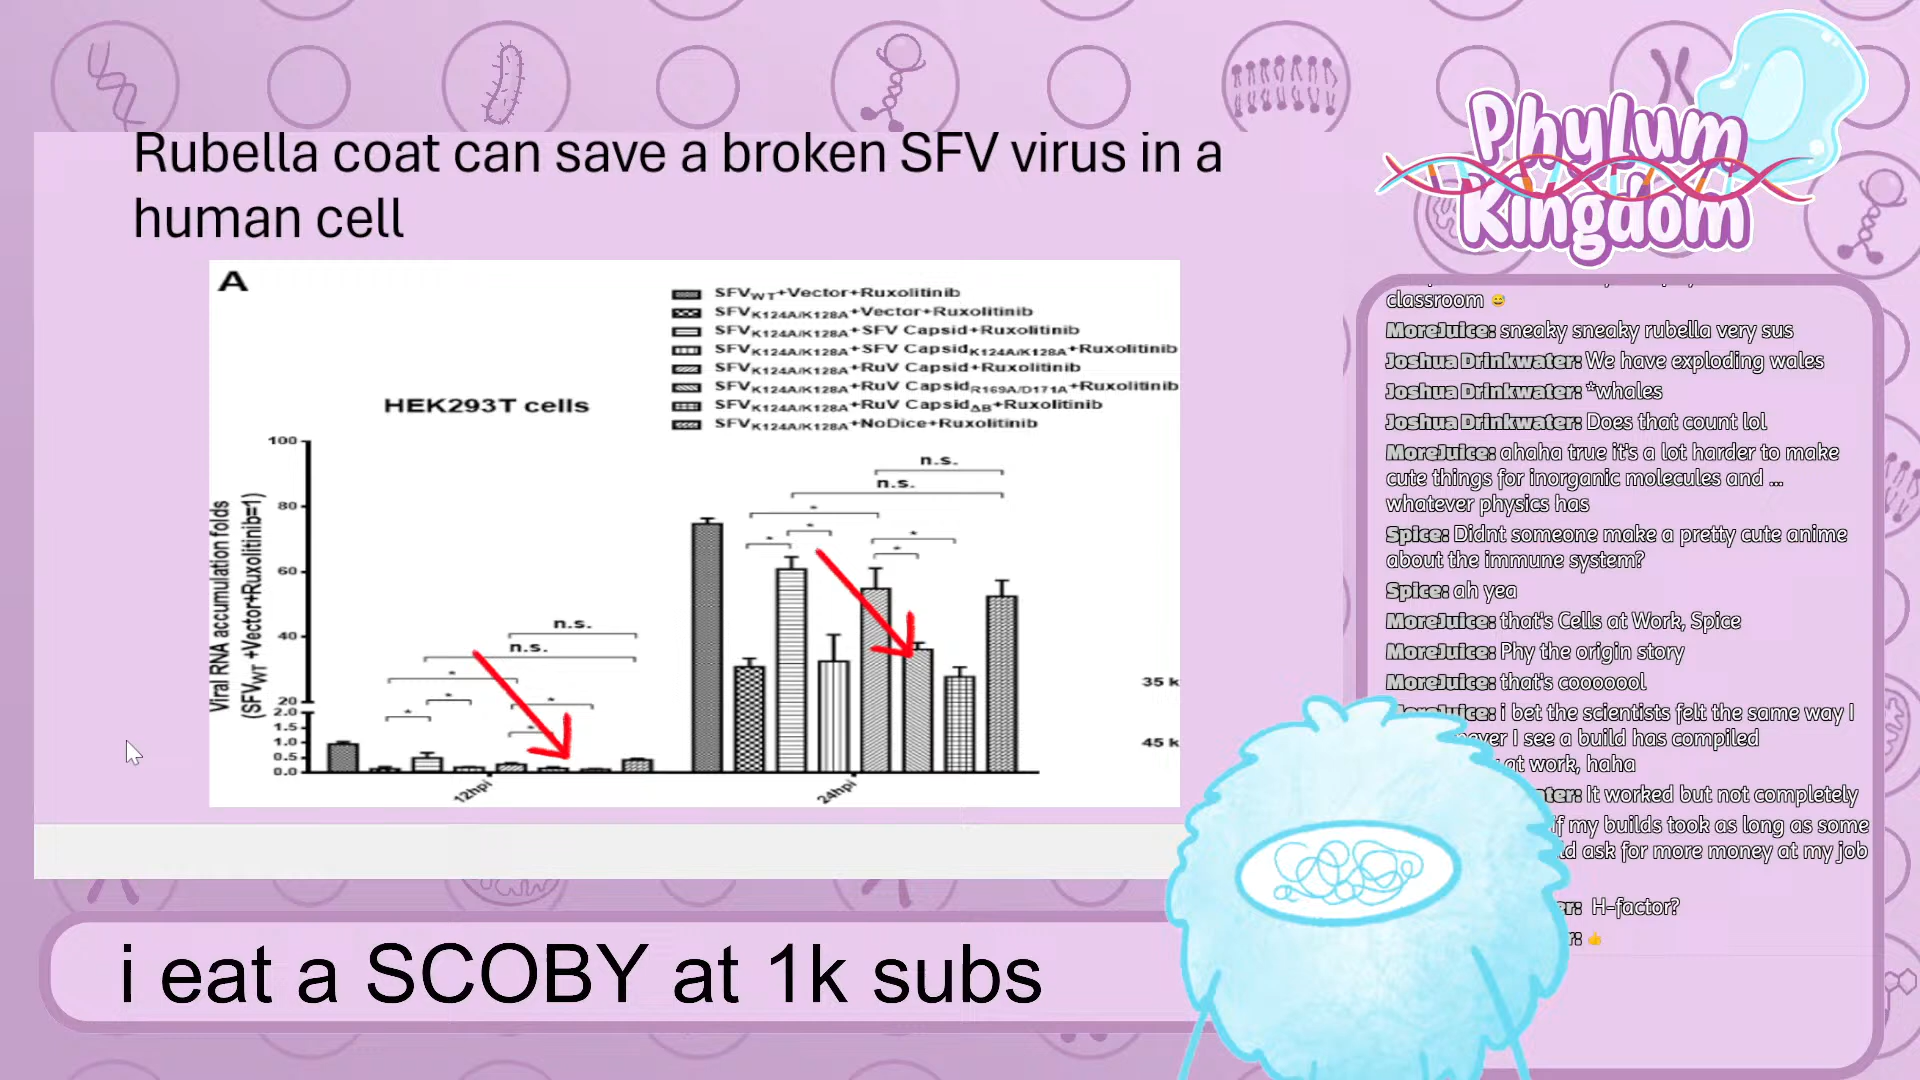 Rubella coat can save a broken SFV virus in a
human cell
A
SFVWT+Vector+Ruxolitinib
SFVK124A/K128A+Vector+Ruxolitinib
SFVK124A/K128A+SFV Capsid+Ruxolitinib
SFVK124A/K128A+SFV CapsidK124A/K128A+Ruxolitinib
SFVK124A/K128A+RuV Capsid+Ruxolitinib
SFVK124A/K128A+RuV CapsidR169A/D171A+Ruxolitinib
SFVK124A/K128A+RuV CapsidΔB+Ruxolitinib
SFVK124A/K128A+NoDice+Ruxolitinib
HEK293T cells
Viral RNA accumulation folds
(SFVWT +Vector+Ruxolitinib=1)
100
80
60
40
20
2.0
1.5
1.0
0.5
0.0
n.s.
n.s.
*
*
*
*
*
n.s.
n.s.
*
*
*
*
*
12hpi
24hpi
35 k
45 k
i eat a SCOBY at 1k subs
Phylum
Kingdom
classroom 😅
MoreJuice: sneaky sneaky rubella very sus
Joshua Drinkwater: We have exploding wales
Joshua Drinkwater: *whales
Joshua Drinkwater: Does that count lol
MoreJuice: ahaha true it's a lot harder to make
cute things for inorganic molecules and ...
whatever physics has
Spice: Didnt someone make a pretty cute anime
about the immune system?
Spice: ah yea
MoreJuice: that's Cells at Work, Spice
MoreJuice: Phy the origin story
MoreJuice: that's cooooool
MoreJuice: i bet the scientists felt the same way I
ever I see a build has compiled
at work, haha
ter: It worked but not completely
if my builds took as long as some
ld ask for more money at my job
er: H-factor?
r: 👍